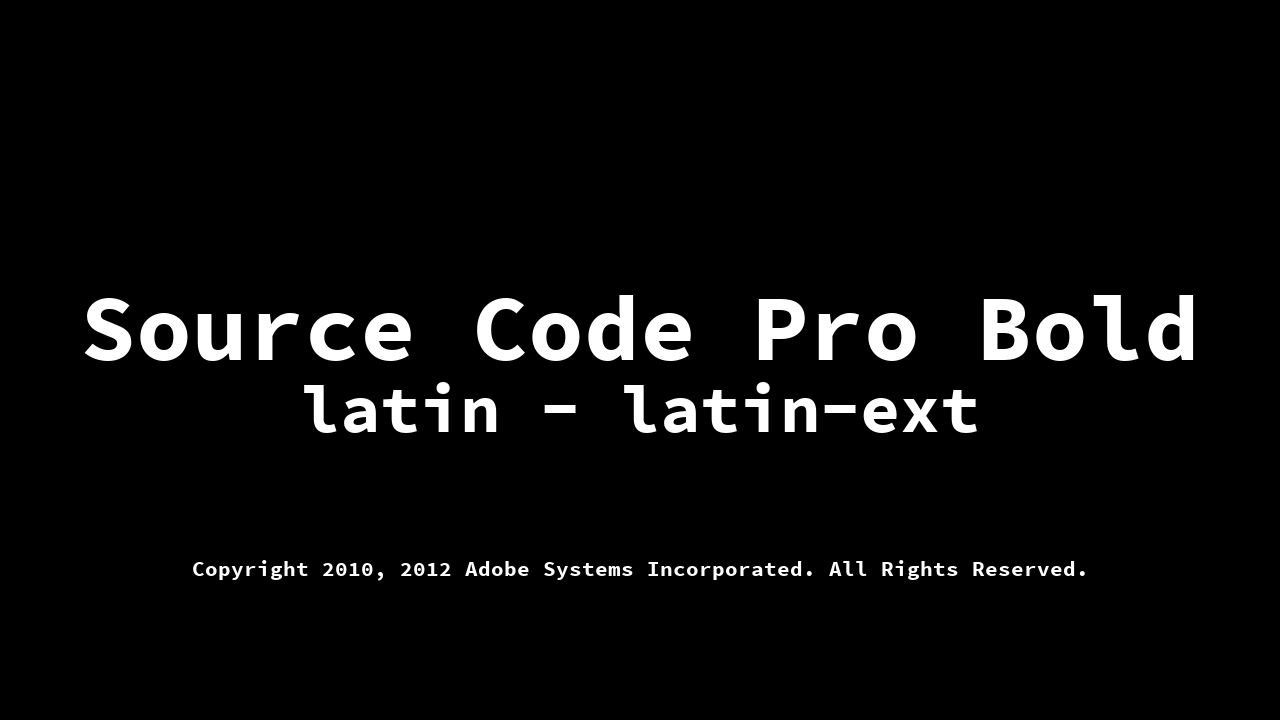 Source Code Pro Bold
latin - latin-ext
Copyright 2010, 2012 Adobe Systems Incorporated. All Rights Reserved.